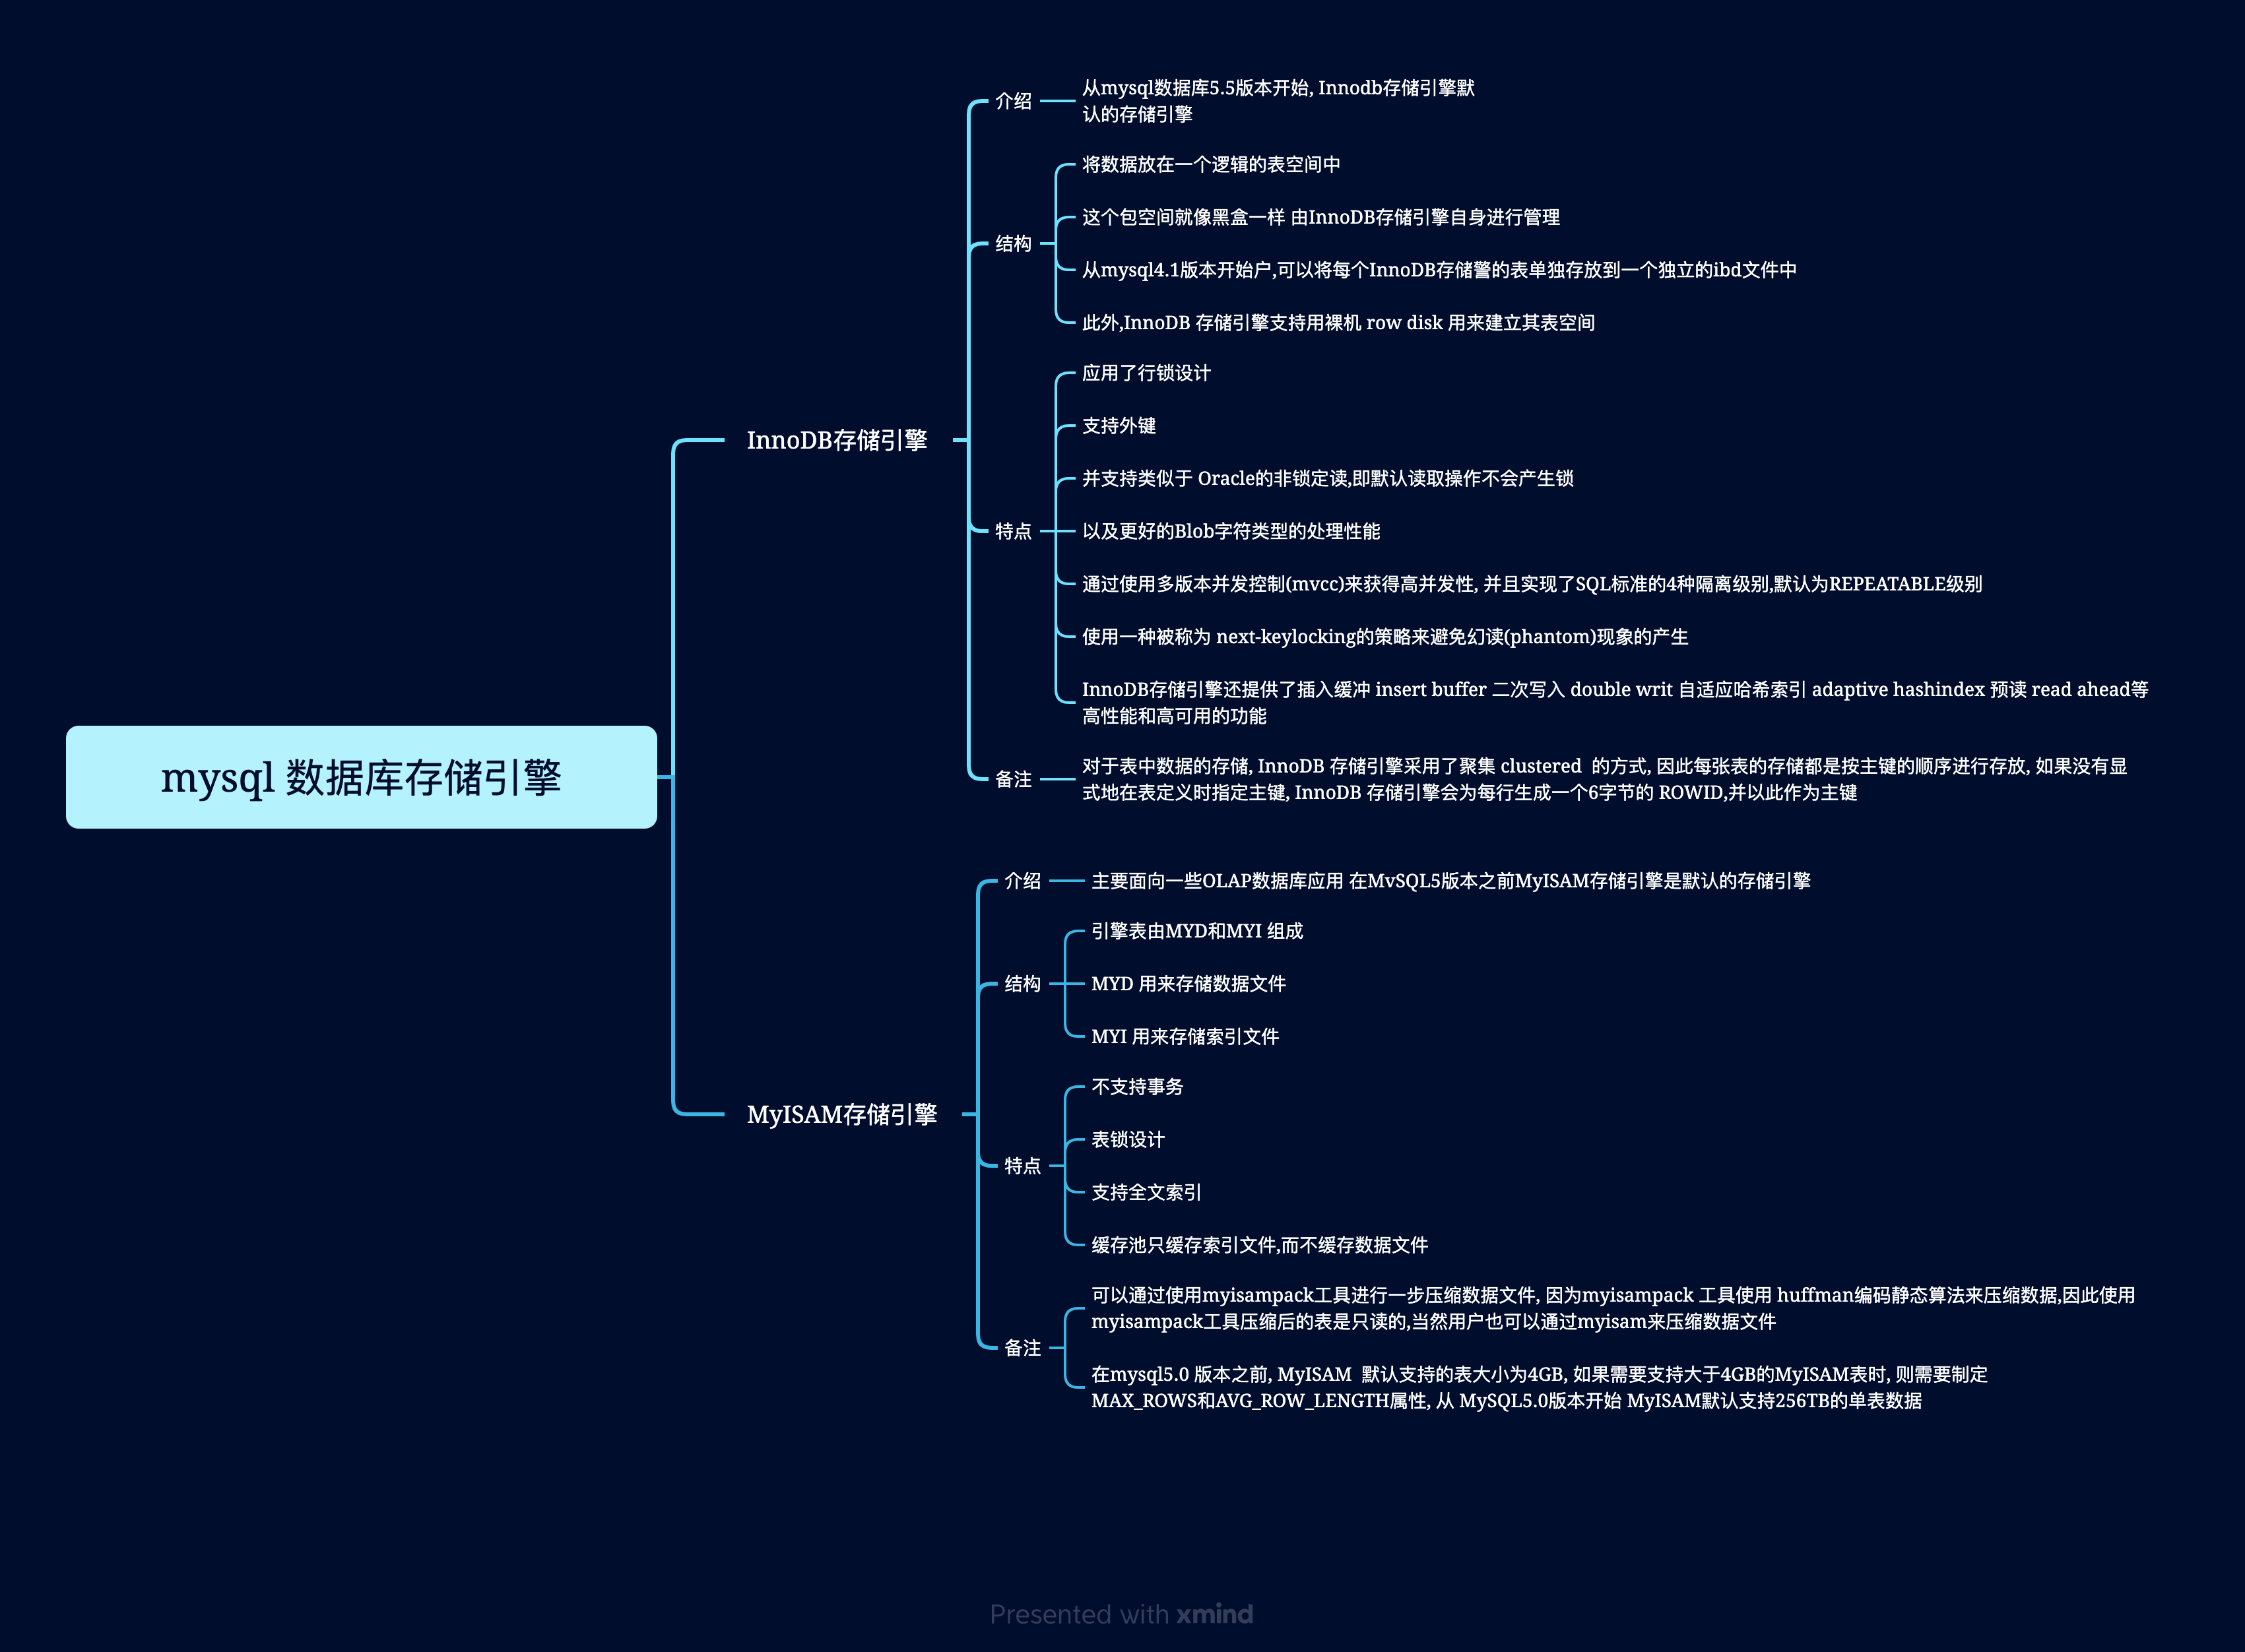 mysql 数据库存储引擎
InnoDB存储引擎
介绍
从mysql数据库5.5版本开始, Innodb存储引擎默
认的存储引擎
结构
将数据放在一个逻辑的表空间中
这个包空间就像黑盒一样 由InnoDB存储引擎自身进行管理
从mysql4.1版本开始户,可以将每个InnoDB存储警的表单独存放到一个独立的ibd文件中
此外,InnoDB 存储引擎支持用裸机 row disk 用来建立其表空间
特点
应用了行锁设计
支持外键
并支持类似于 Oracle的非锁定读,即默认读取操作不会产生锁
以及更好的Blob字符类型的处理性能
通过使用多版本并发控制(mvcc)来获得高并发性, 并且实现了SQL标准的4种隔离级别,默认为REPEATABLE级别
使用一种被称为 next-keylocking的策略来避免幻读(phantom)现象的产生
InnoDB存储引擎还提供了插入缓冲 insert buffer 二次写入 double writ 自适应哈希索引 adaptive hashindex 预读 read ahead等
高性能和高可用的功能
备注
对于表中数据的存储, InnoDB 存储引擎采用了聚集 clustered  的方式, 因此每张表的存储都是按主键的顺序进行存放, 如果没有显
式地在表定义时指定主键, InnoDB 存储引擎会为每行生成一个6字节的 ROWID,并以此作为主键
MyISAM存储引擎
介绍
主要面向一些OLAP数据库应用 在MvSQL5版本之前MyISAM存储引擎是默认的存储引擎
结构
引擎表由MYD和MYI 组成
MYD 用来存储数据文件
MYI 用来存储索引文件
特点
不支持事务
表锁设计
支持全文索引
缓存池只缓存索引文件,而不缓存数据文件
备注
可以通过使用myisampack工具进行一步压缩数据文件, 因为myisampack 工具使用 huffman编码静态算法来压缩数据,因此使用
myisampack工具压缩后的表是只读的,当然用户也可以通过myisam来压缩数据文件
在mysql5.0 版本之前, MyISAM  默认支持的表大小为4GB, 如果需要支持大于4GB的MyISAM表时, 则需要制定
MAX_ROWS和AVG_ROW_LENGTH属性, 从 MySQL5.0版本开始 MyISAM默认支持256TB的单表数据
Presented with xmind